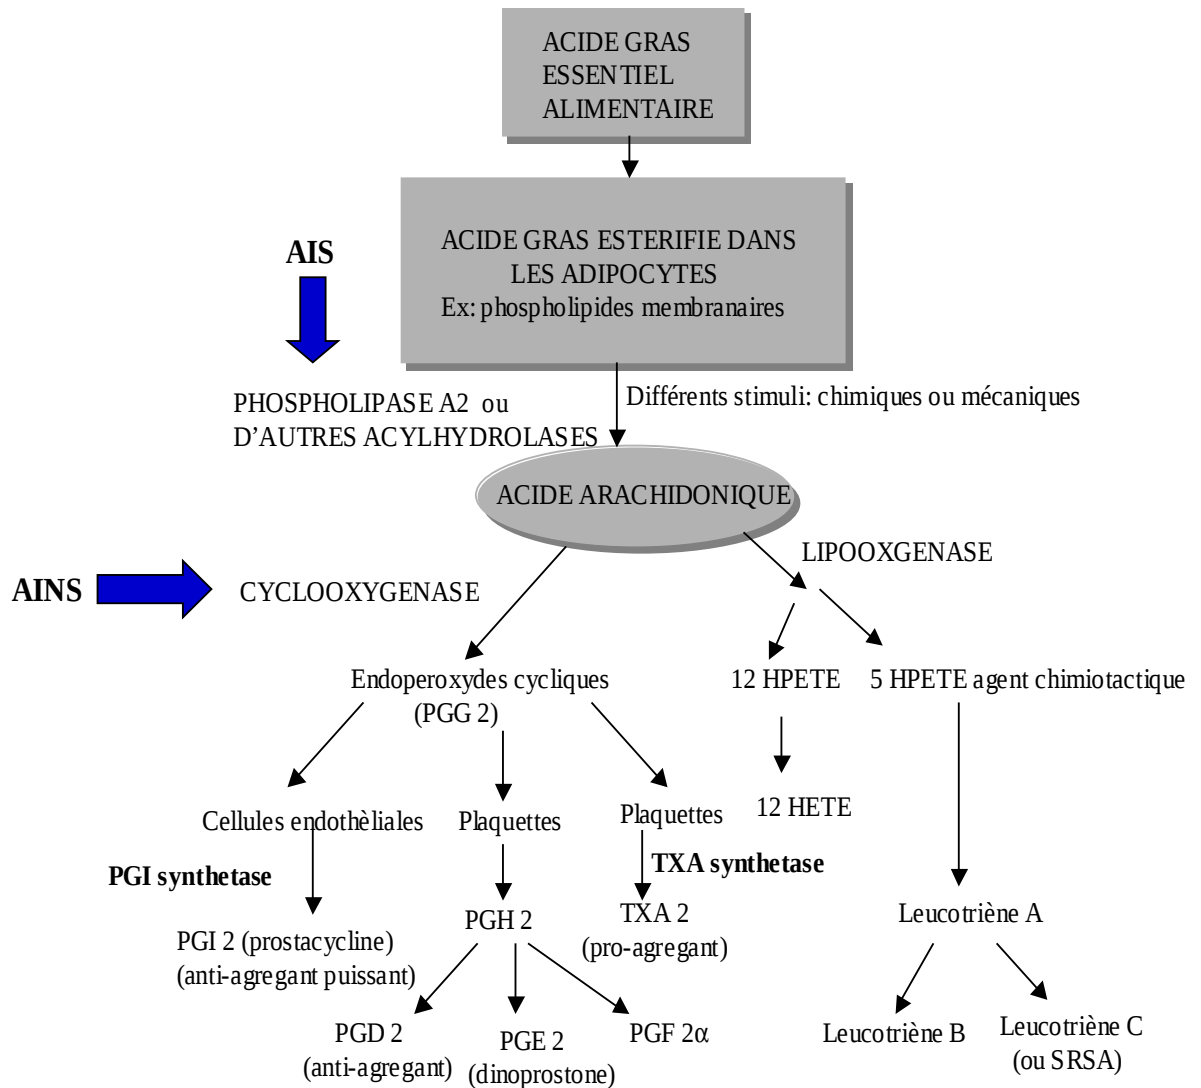 ACIDE GRAS
ESSENTIEL
ALIMENTAIRE
ACIDE GRAS ESTERIFIE DANS
LES ADIPOCYTES
Ex: phospholipides membranaires
AIS
Différents stimuli: chimiques ou mécaniques
PHOSPHOLIPASE A2 ou
D'AUTRES ACYLHYDROLASES
ACIDE ARACHIDONIQUE
LIPOOXGENASE
AINS
CYCLOOXYGENASE
Endoperoxydes cycliques
(PGG 2)
12 HPETE
5 HPETE agent chimiotactique
Cellules endothèliales
Plaquettes
Plaquettes
12 HETE
PGI synthetase
TXA synthetase
PGI 2 (prostacycline)
(anti-agregant puissant)
PGH 2
TXA 2
(pro-agregant)
Leucotriène A
PGD 2
(anti-agregant)
PGE 2
(dinoprostone)
PGF 2α
Leucotriène B
Leucotriène C
(ou SRSA)